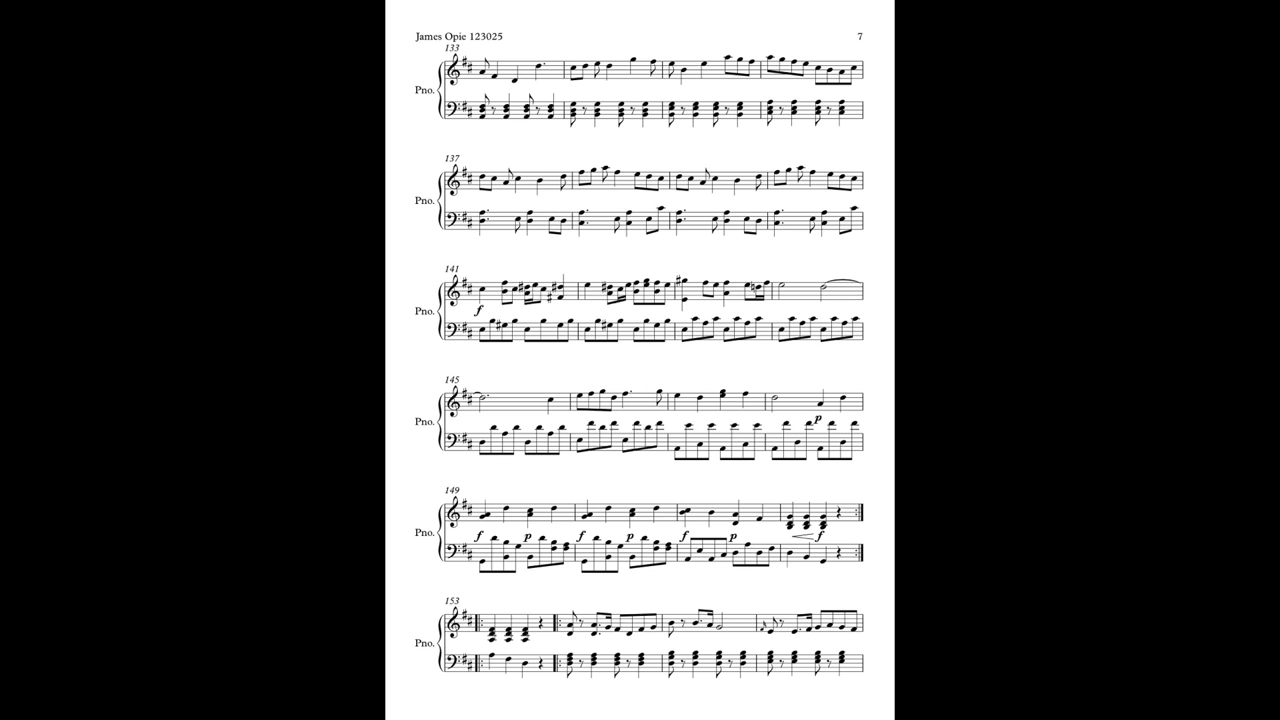 James Opie 123025 7
133
Pno.
137
Pno.
141
f
Pno.
145
p
Pno.
149
f p f p f p f
Pno.
153
Pno.